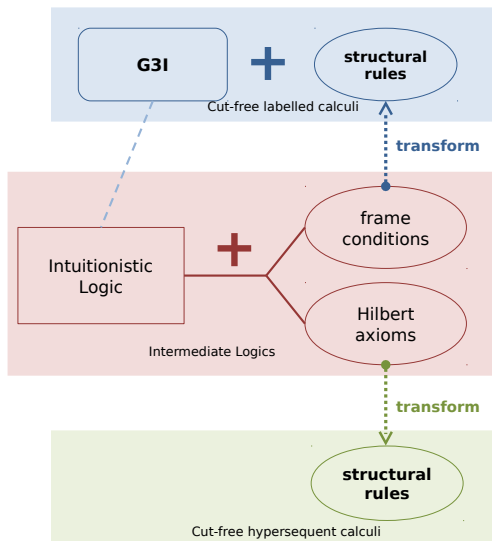 G3I
+
structural
rules
Cut-free labelled calculi
transform
+
Intuitionistic
Logic
frame
conditions
Hilbert
axioms
Intermediate Logics
transform
structural
rules
Cut-free hypersequent calculi